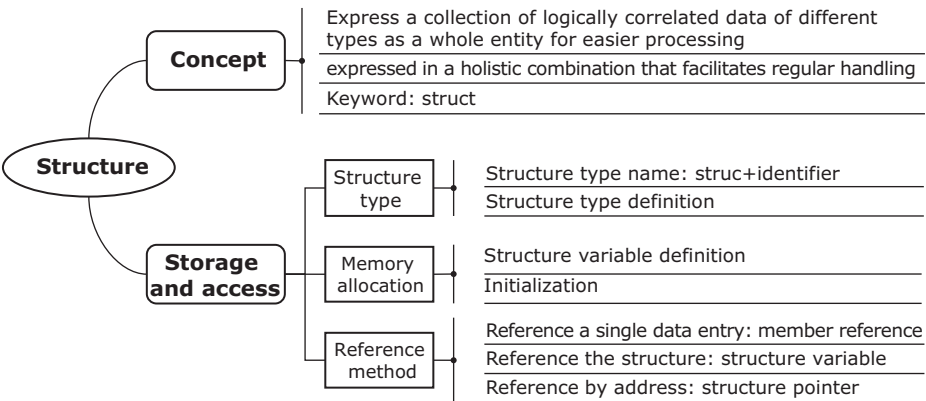 Structure
Concept
Express a collection of logically correlated data of different
types as a whole entity for easier processing
expressed in a holistic combination that facilitates regular handling
Keyword: struct
Storage
and access
Structure
type
Structure type name: struc+identifier
Structure type definition
Memory
allocation
Structure variable definition
Initialization
Reference
method
Reference a single data entry: member reference
Reference the structure: structure variable
Reference by address: structure pointer